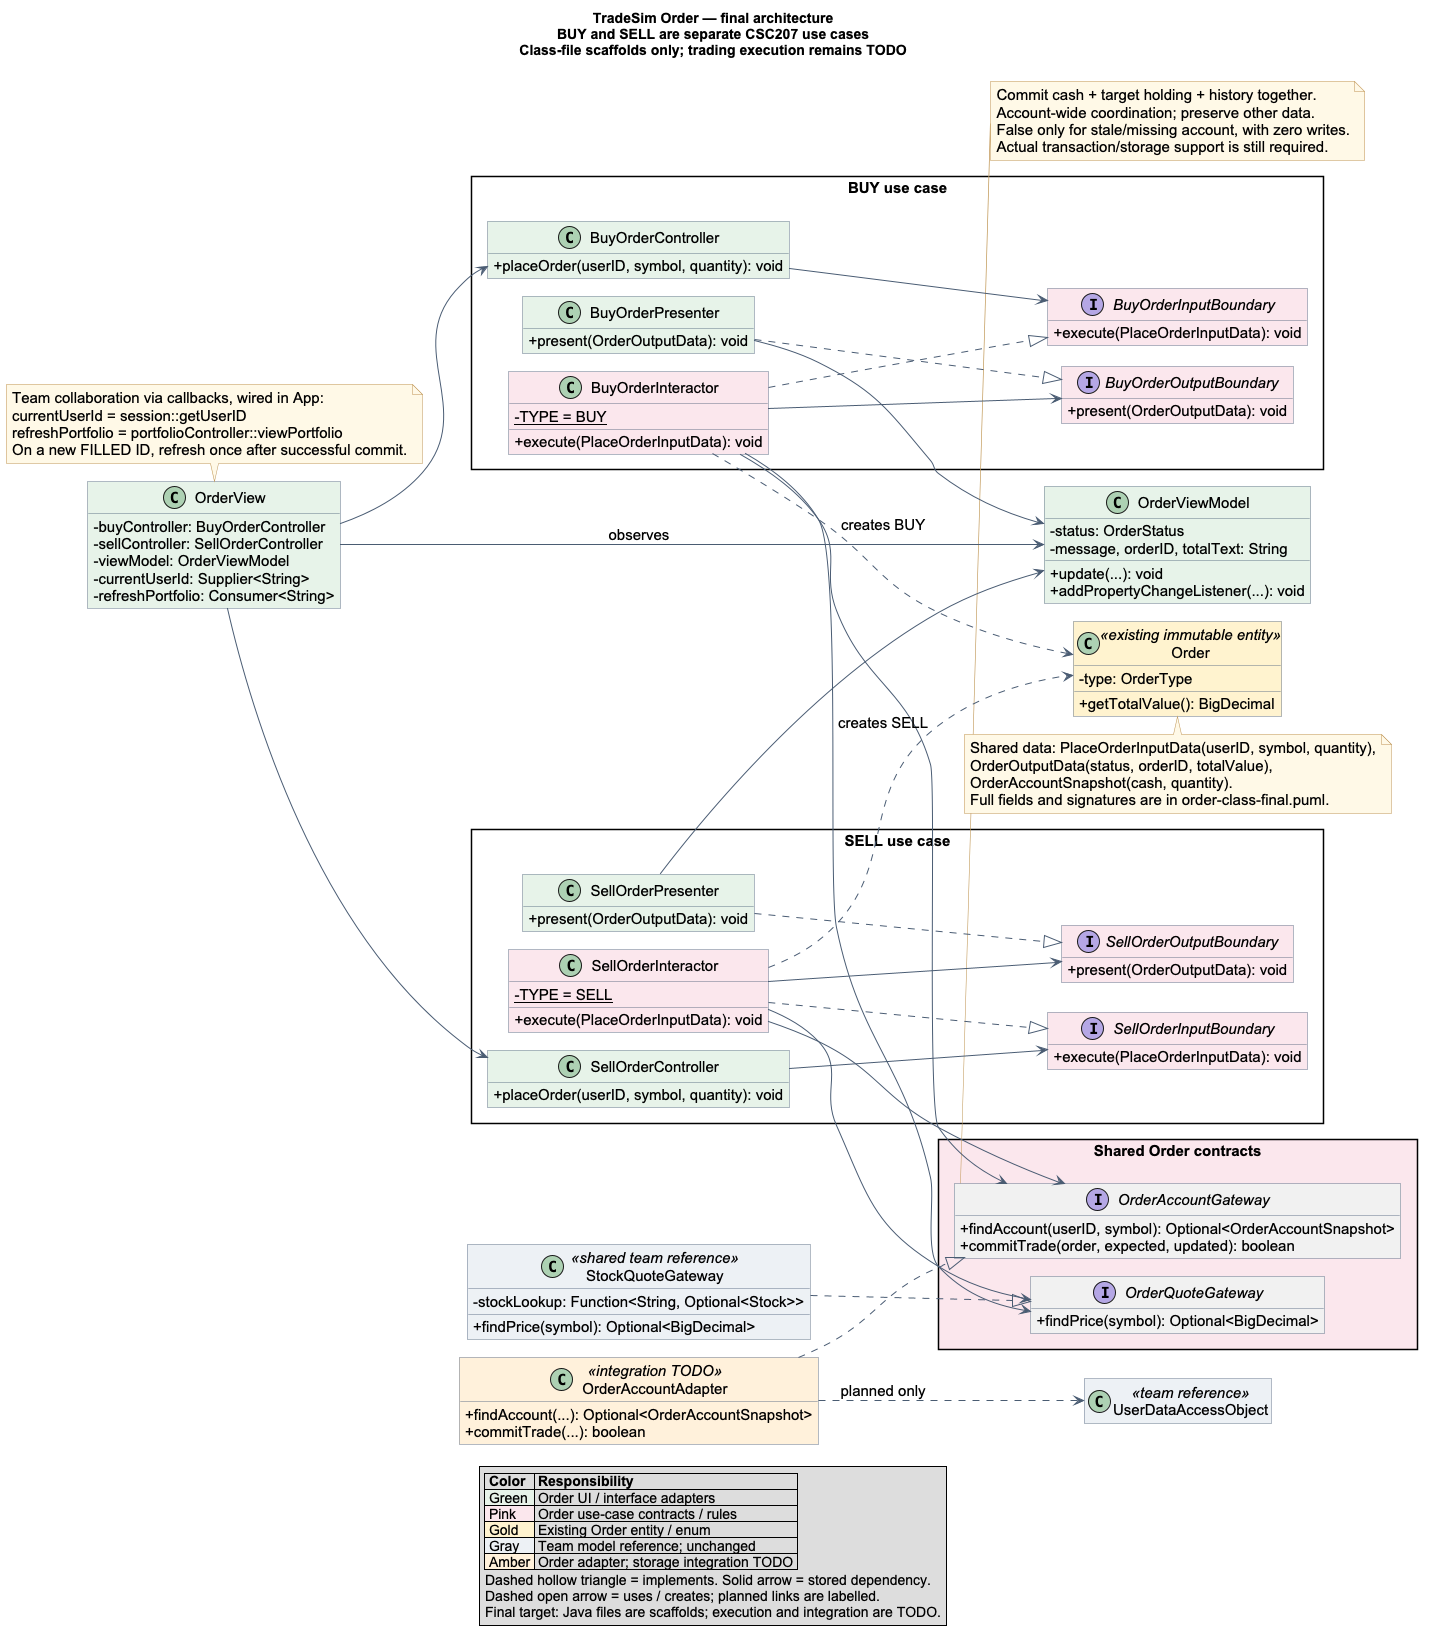 TradeSim Order — final architecture
BUY and SELL are separate CSC207 use cases
Class-file scaffolds only; trading execution remains TODO
Commit cash + target holding + history together.
Account-wide coordination; preserve other data.
False only for stale/missing account, with zero writes.
Actual transaction/storage support is still required.
BUY use case
C BuyOrderController
+placeOrder(userID, symbol, quantity): void
C BuyOrderPresenter
+present(OrderOutputData): void
C BuyOrderInteractor
-TYPE = BUY
+execute(PlaceOrderInputData): void
I BuyOrderInputBoundary
+execute(PlaceOrderInputData): void
I BuyOrderOutputBoundary
+present(OrderOutputData): void
Team collaboration via callbacks, wired in App:
currentUserId = session::getUserID
refreshPortfolio = portfolioController::viewPortfolio
On a new FILLED ID, refresh once after successful commit.
C OrderView
-buyController: BuyOrderController
-sellController: SellOrderController
-viewModel: OrderViewModel
-currentUserId: Supplier<String>
-refreshPortfolio: Consumer<String>
observes
creates BUY
C OrderViewModel
-status: OrderStatus
-message, orderID, totalText: String
+update(...): void
+addPropertyChangeListener(...): void
C «existing immutable entity»
Order
-type: OrderType
+getTotalValue(): BigDecimal
creates SELL
Shared data: PlaceOrderInputData(userID, symbol, quantity),
OrderOutputData(status, orderID, totalValue),
OrderAccountSnapshot(cash, quantity).
Full fields and signatures are in order-class-final.puml.
SELL use case
C SellOrderPresenter
+present(OrderOutputData): void
C SellOrderInteractor
-TYPE = SELL
+execute(PlaceOrderInputData): void
C SellOrderController
+placeOrder(userID, symbol, quantity): void
I SellOrderOutputBoundary
+present(OrderOutputData): void
I SellOrderInputBoundary
+execute(PlaceOrderInputData): void
Shared Order contracts
I OrderAccountGateway
+findAccount(userID, symbol): Optional<OrderAccountSnapshot>
+commitTrade(order, expected, updated): boolean
I OrderQuoteGateway
+findPrice(symbol): Optional<BigDecimal>
C «shared team reference»
StockQuoteGateway
-stockLookup: Function<String, Optional<Stock>>
+findPrice(symbol): Optional<BigDecimal>
C «integration TODO»
OrderAccountAdapter
+findAccount(...): Optional<OrderAccountSnapshot>
+commitTrade(...): boolean
planned only
C «team reference»
UserDataAccessObject
Color Responsibility
Green Order UI / interface adapters
Pink Order use-case contracts / rules
Gold Existing Order entity / enum
Gray Team model reference; unchanged
Amber Order adapter; storage integration TODO
Dashed hollow triangle = implements. Solid arrow = stored dependency.
Dashed open arrow = uses / creates; planned links are labelled.
Final target: Java files are scaffolds; execution and integration are TODO.